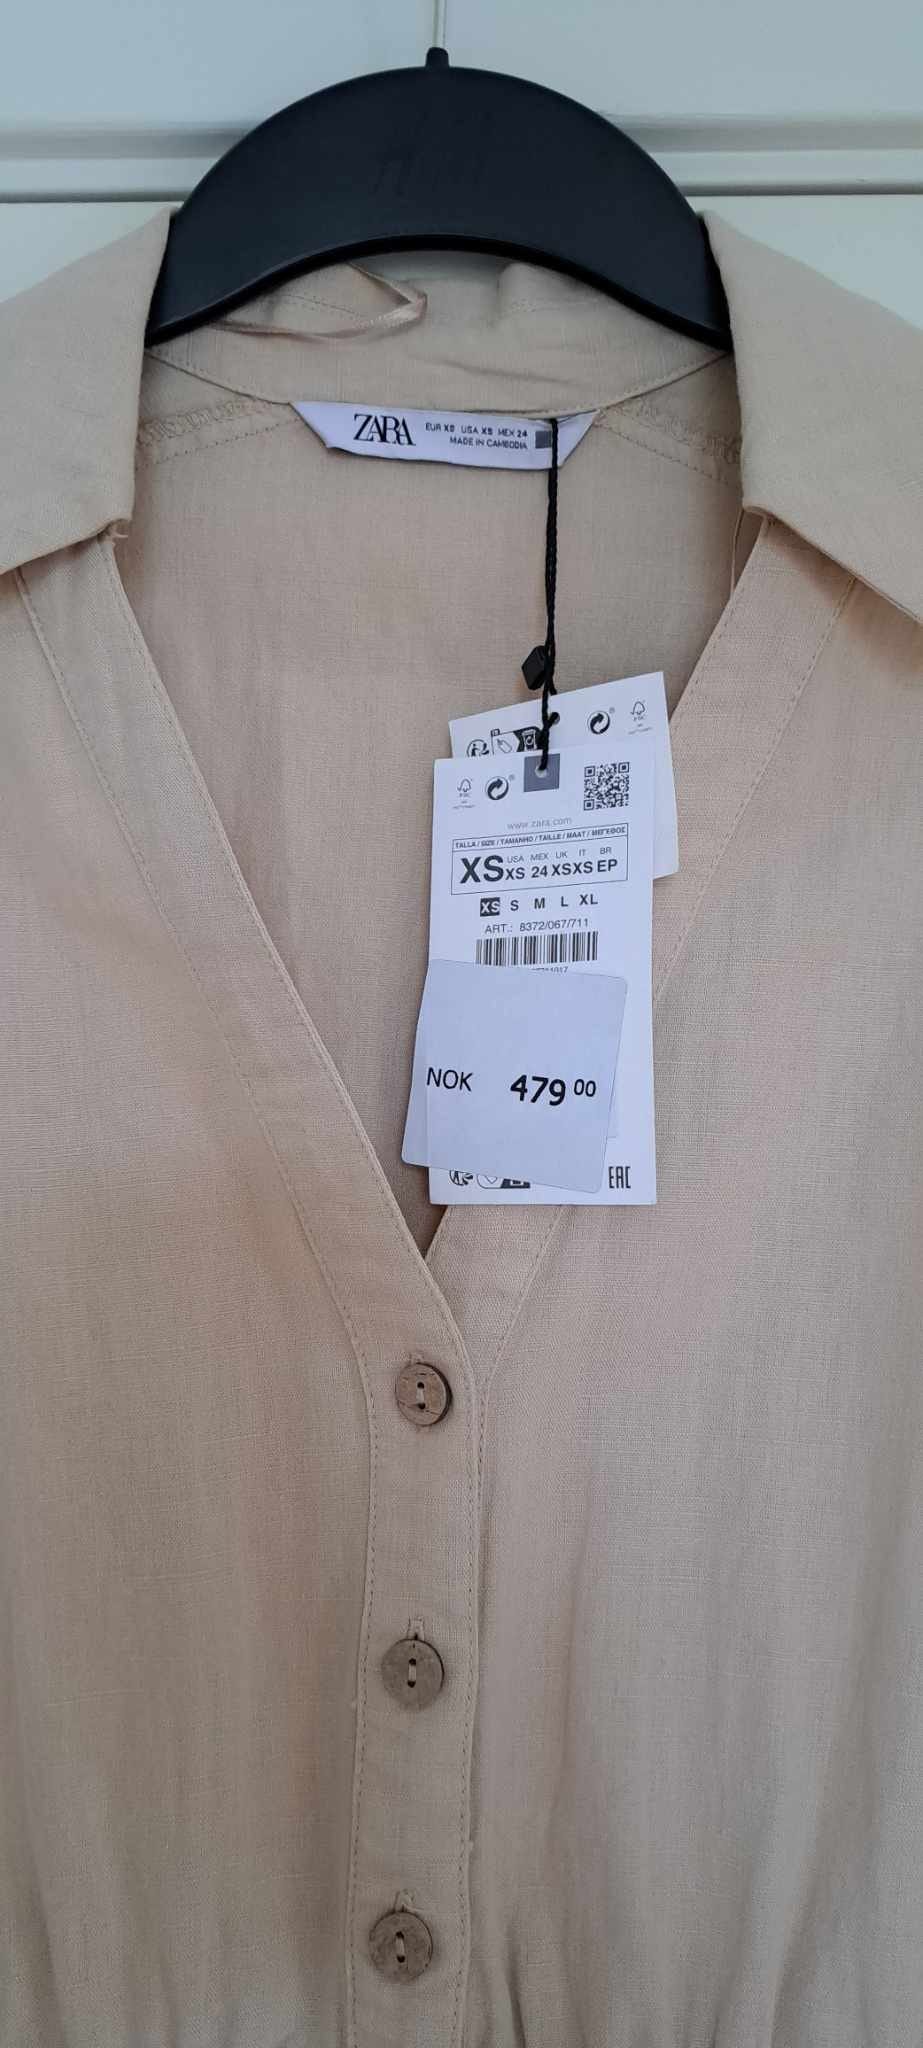 ZARA
EUR XS USA XS MEX 24
MADE IN CAMBODIA
FSC
www.zara.com
TALLA / SIZE / TAMANHO / TAILLE / MAAT / ΜΕΓΕΘΟΣ
USA MEX UK IT BR
XS XS 24 XS XS EP
XS S M L XL
ART.: 8372/067/711
NOK 479 00
EAC